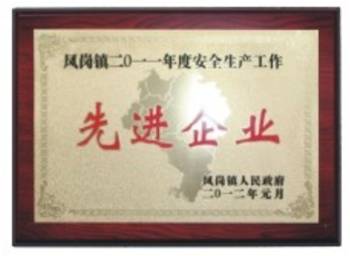 凤岗镇二〇一一年度安全生产工作
先进企业
凤岗镇人民政府
二〇一二年元月